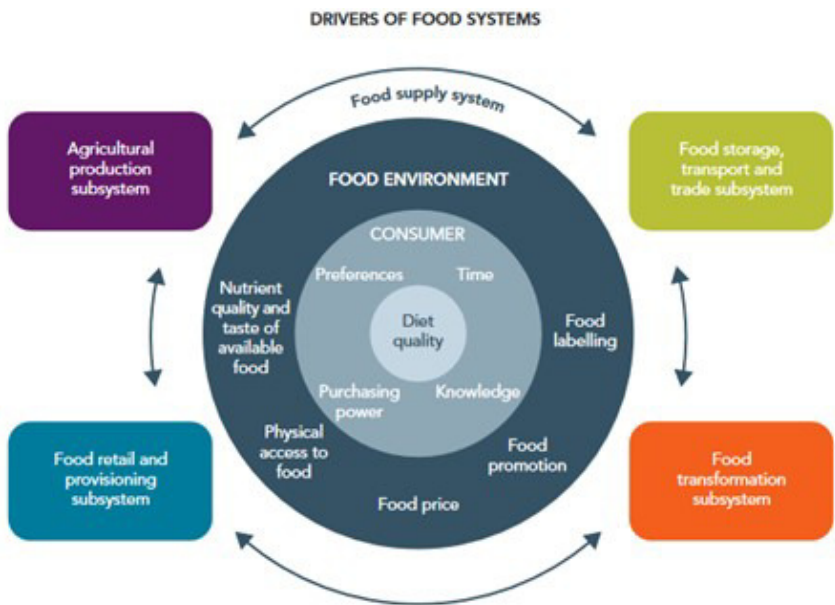 DRIVERS OF FOOD SYSTEMS
Food supply system
Agricultural
production
subsystem
Food storage,
transport and
trade subsystem
FOOD ENVIRONMENT
CONSUMER
Preferences
Time
Nutrient
quality and
taste of
available
food
Diet
quality
Food
labelling
Purchasing
power
Knowledge
Physical
access to
food
Food
promotion
Food price
Food retail and
provisioning
subsystem
Food
transformation
subsystem